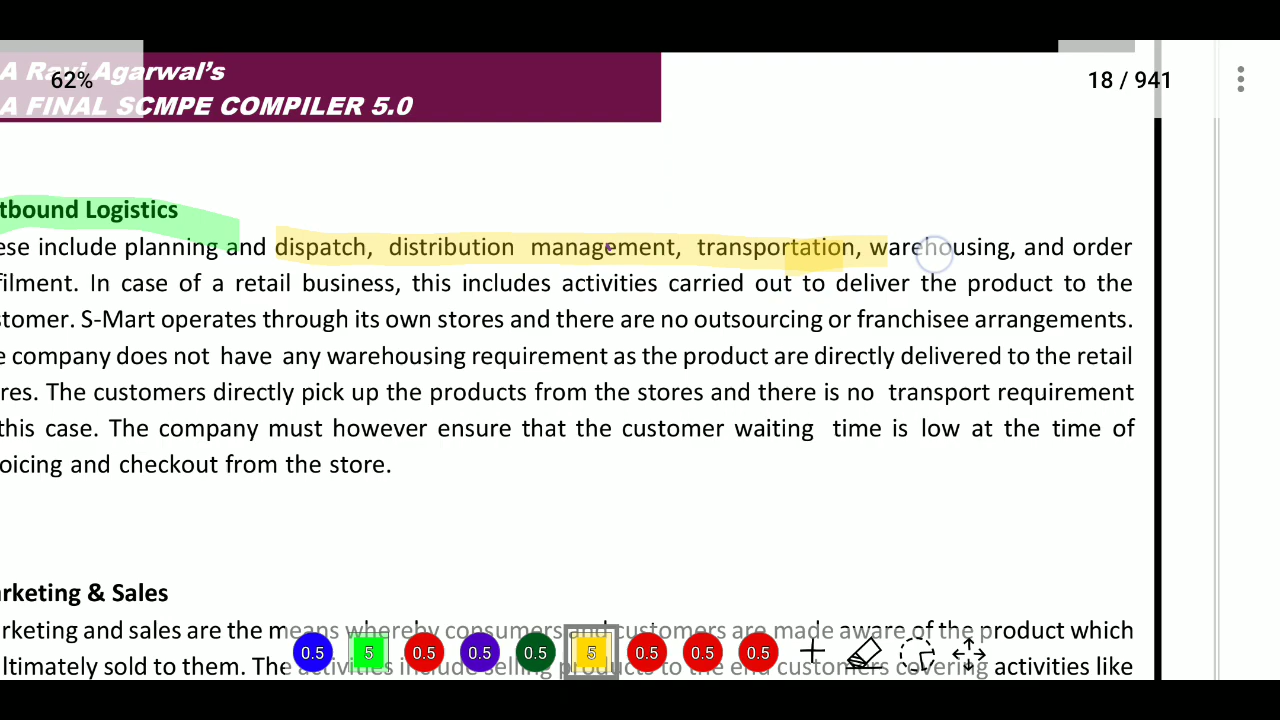 A Ravi Agarwal's
62%
18 / 941
A FINAL SCMPE COMPILER 5.0
tbound Logistics
ese include planning and dispatch, distribution management, transportation, warehousing, and order
filment. In case of a retail business, this includes activities carried out to deliver the product to the
stomer. S-Mart operates through its own stores and there are no outsourcing or franchisee arrangements.
e company does not have any warehousing requirement as the product are directly delivered to the retail
res. The customers directly pick up the products from the stores and there is no transport requirement
this case. The company must however ensure that the customer waiting time is low at the time of
oicing and checkout from the store.
rketing & Sales
rketing and sales are the means whereby consumers and customers are made aware of the product which
ltimately sold to them. The activities include selling products to the end customers covering activities like
0.5 5 0.5 0.5 0.5 5 0.5 0.5 0.5